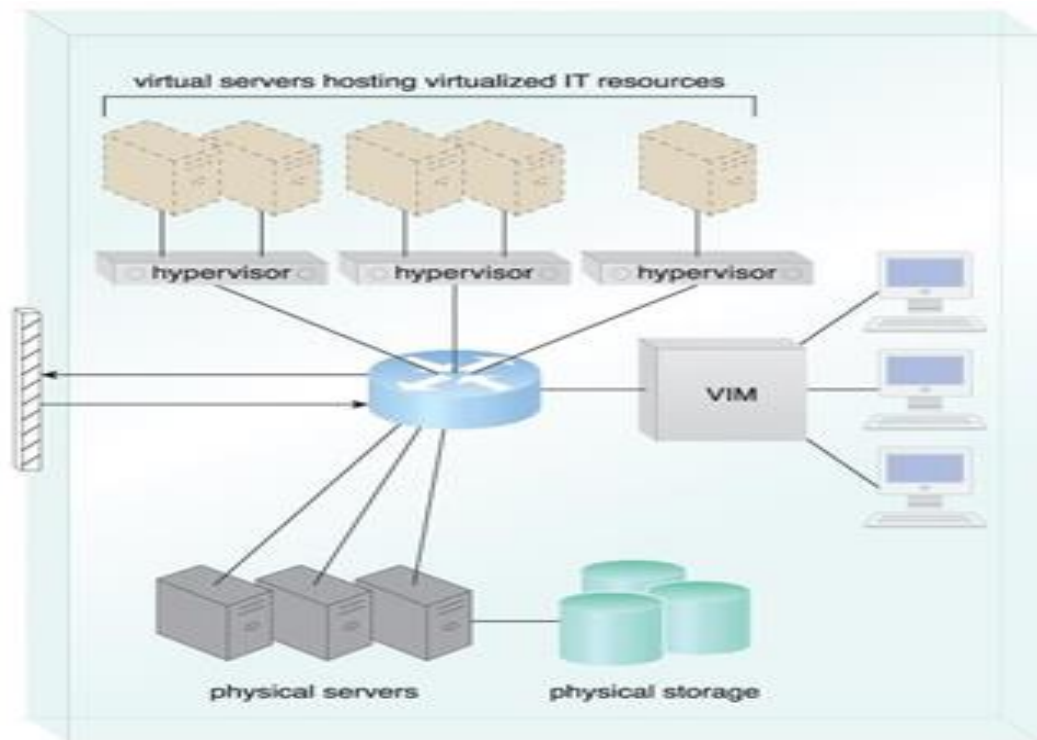 virtual servers hosting virtualized IT resources
hypervisor
hypervisor
hypervisor
VIM
physical servers
physical storage